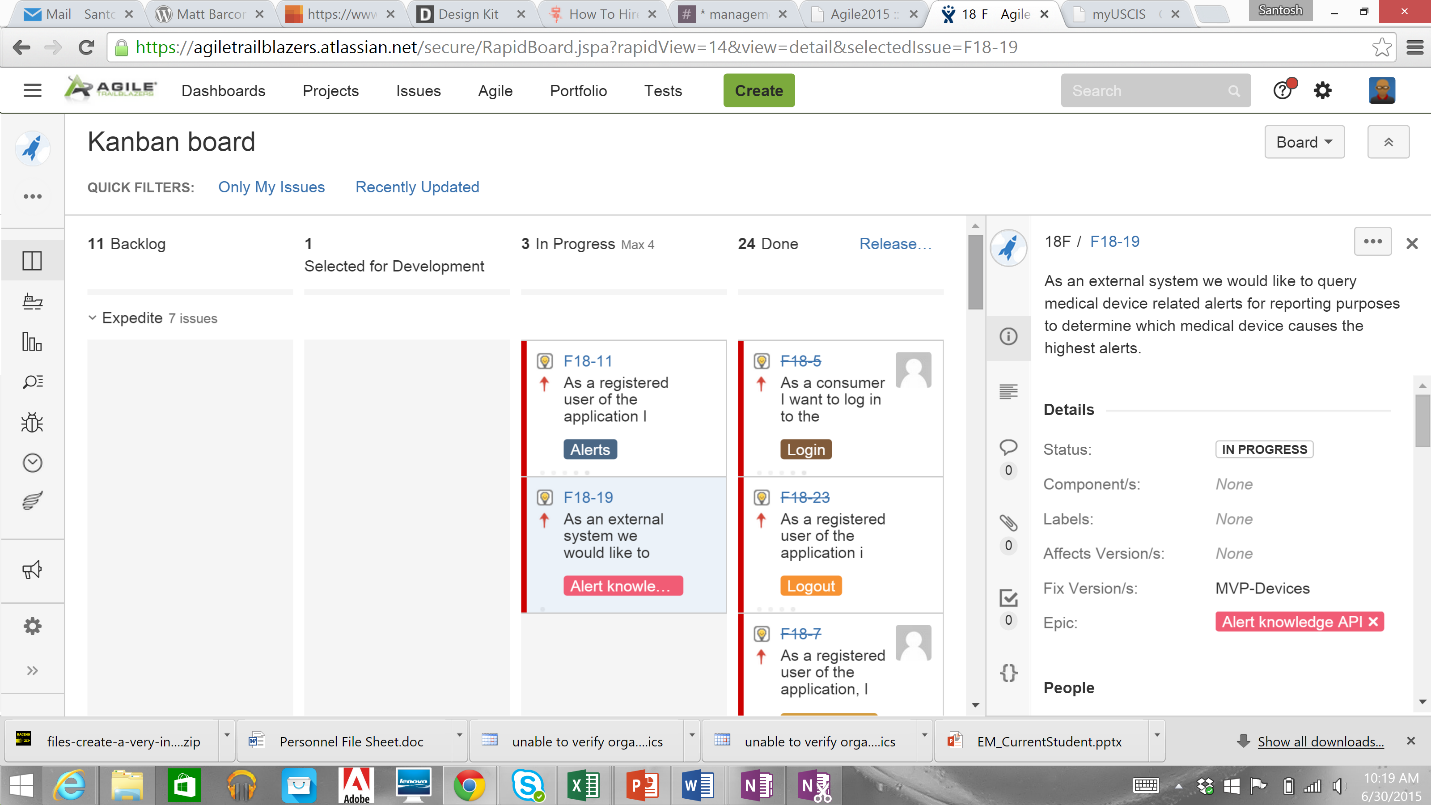 Mail Santo
Matt Barcor
https://www
Design Kit
How To Hire
* managem
Agile2015 ::
18 F Agile
myUSCIS
Santosh
https://agiletrailblazers.atlassian.net/secure/RapidBoard.jspa?rapidView=14&view=detail&selectedIssue=F18-19
AGILE
TRAILBLAZERS
Dashboards
Projects
Issues
Agile
Portfolio
Tests
Create
Search
Kanban board
Board
QUICK FILTERS: Only My Issues Recently Updated
11 Backlog
1
Selected for Development
3 In Progress Max 4
24 Done
Release…
Expedite 7 issues
F18-11
As a registered
user of the
application I
Alerts
F18-19
As an external
system we
would like to
Alert knowle…
F18-5
As a consumer
I want to log in
to the
Login
F18-23
As a registered
user of the
application i
Logout
F18-7
As a registered
user of the
application, I
18F / F18-19
As an external system we would like to query
medical device related alerts for reporting purposes
to determine which medical device causes the
highest alerts.
Details
Status: IN PROGRESS
Component/s: None
Labels: None
Affects Version/s: None
Fix Version/s: MVP-Devices
Epic: Alert knowledge API
0
0
0
People
files-create-a-very-in....zip
Personnel File Sheet.doc
unable to verify orga....ics
unable to verify orga....ics
EM_CurrentStudent.pptx
Show all downloads...
Adobe
lenovo
10:19 AM
6/30/2015